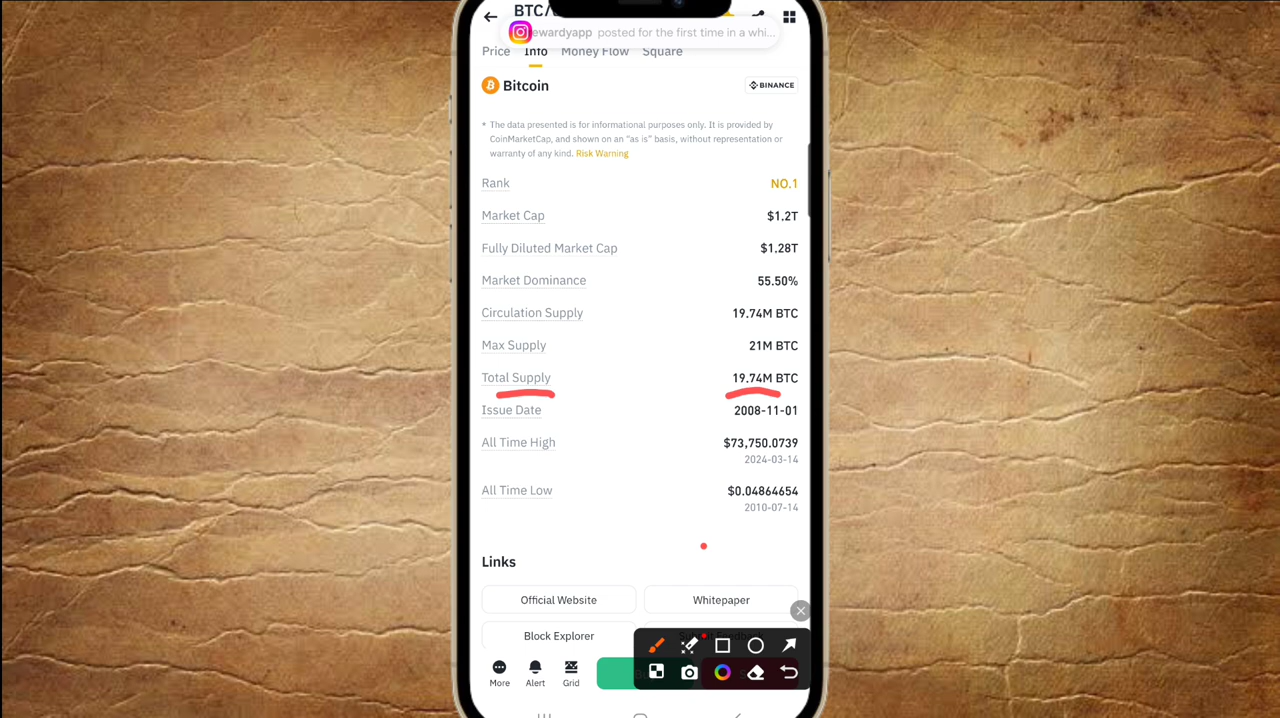 BTC/
ewardyapp posted for the first time in a whi...
Price Info Money Flow Square
Bitcoin BINANCE
* The data presented is for informational purposes only. It is provided by
CoinMarketCap, and shown on an "as is" basis, without representation or
warranty of any kind. Risk Warning
Rank NO.1
Market Cap $1.2T
Fully Diluted Market Cap $1.28T
Market Dominance 55.50%
Circulation Supply 19.74M BTC
Max Supply 21M BTC
Total Supply 19.74M BTC
Issue Date 2008-11-01
All Time High $73,750.0739
2024-03-14
All Time Low $0.04864654
2010-07-14
Links
Official Website Whitepaper
Block Explorer
More Alert Grid